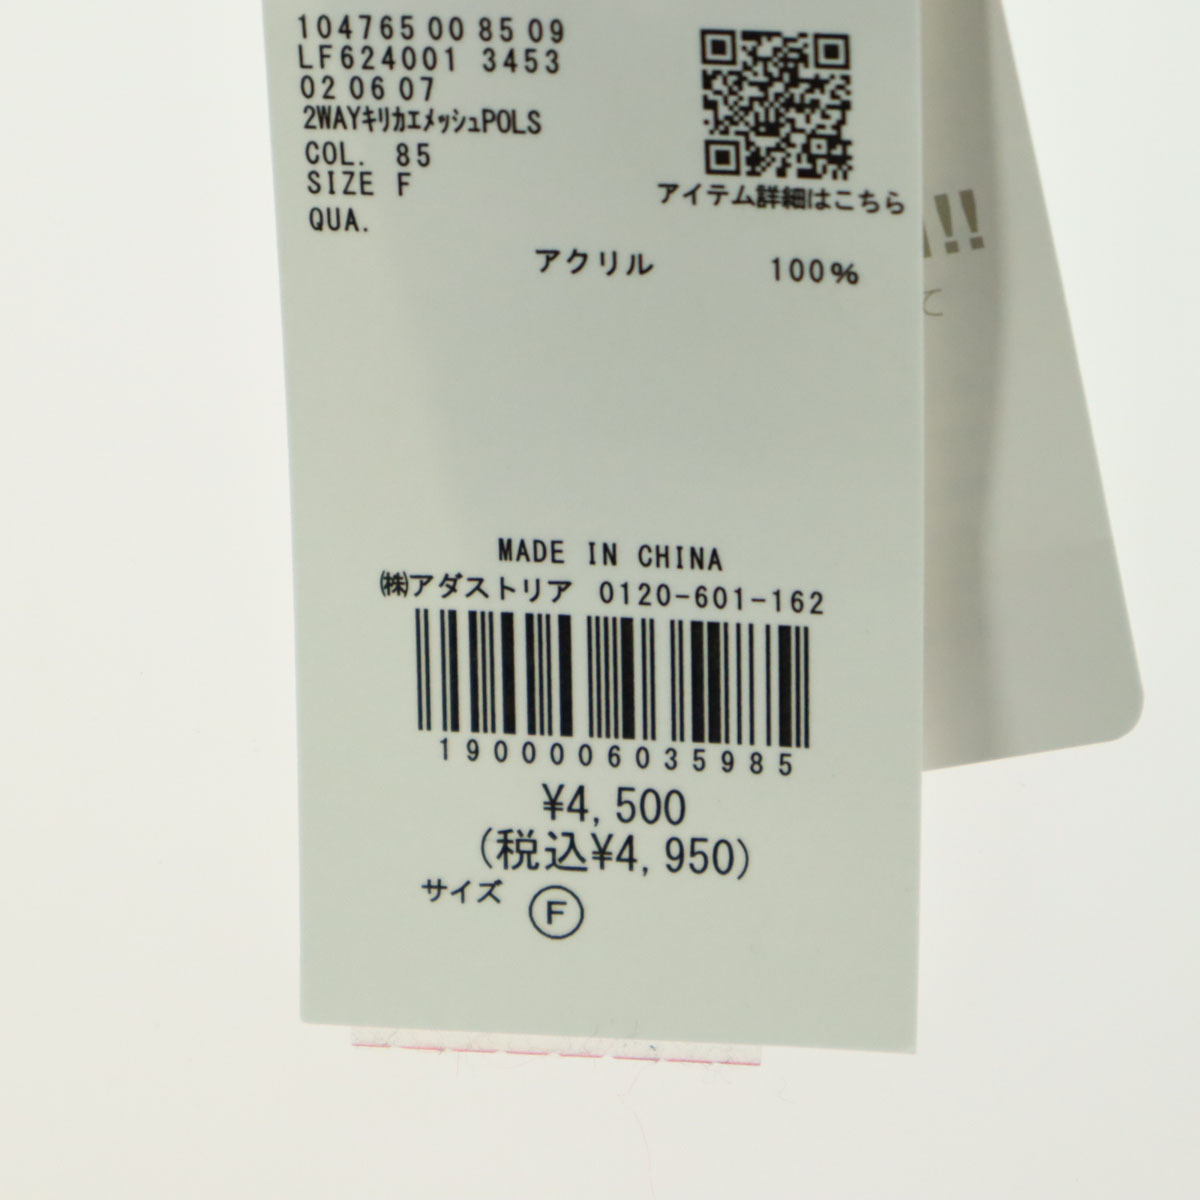 104765 00 85 09
LF624001 3453
02 06 07
2WAYｷﾘｶｴﾒｯｼｭPOLS
COL. 85
SIZE F
QUA.
アイテム詳細はこちら
アクリル 100%
MADE IN CHINA
㈱アダストリア 0120-601-162
1900006035985
¥4,500
(税込¥4,950)
サイズ Ⓕ
!!
て